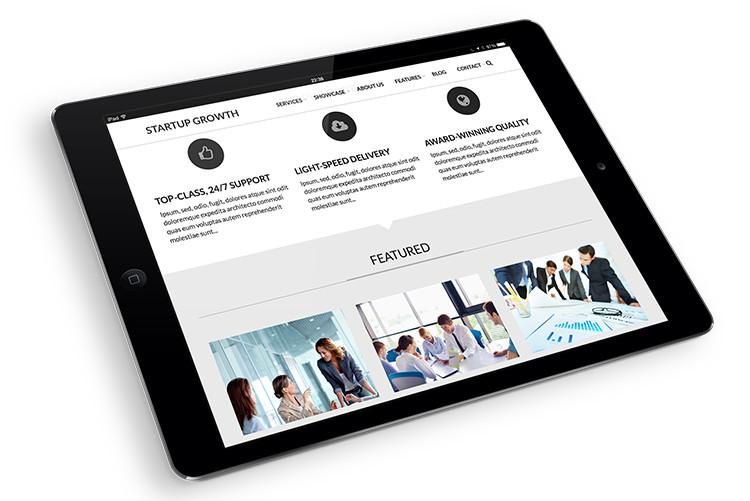 iPad
22:36
97%
STARTUP GROWTH
SERVICES SHOWCASE ABOUT US FEATURES BLOG CONTACT
TOP-CLASS, 24/7 SUPPORT
Ipsum, sed, odio, fugit, dolores atque sint odit
doloremque expedita architecto commodi
quas eum voluptas autem reprehenderit
molestiae sunt...
LIGHT-SPEED DELIVERY
Ipsum, sed, odio, fugit, dolores atque sint odit
doloremque expedita architecto commodi
quas eum voluptas autem reprehenderit
molestiae sunt...
AWARD-WINNING QUALITY
Ipsum, sed, odio, fugit, dolores atque sint odit
doloremque expedita architecto commodi
quas eum voluptas autem reprehenderit
molestiae sunt...
FEATURED